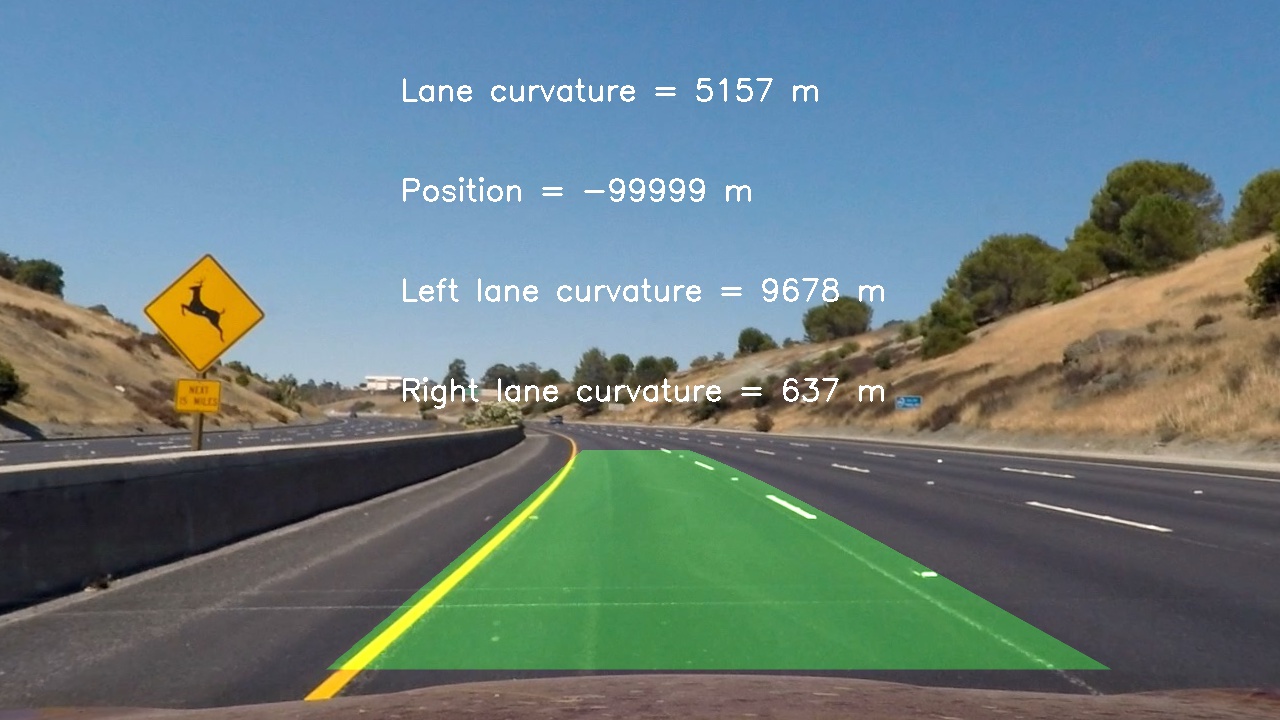 Lane curvature = 5157 m
Position = -99999 m
Left lane curvature = 9678 m
Right lane curvature = 637 m
NEXT
15 MILES